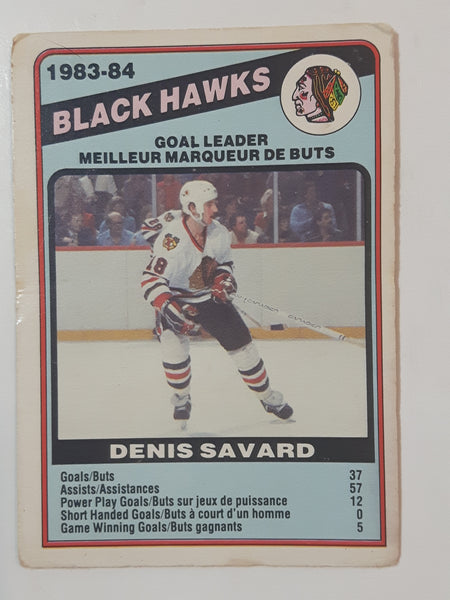 1983-84
BLACK HAWKS
GOAL LEADER
MEILLEUR MARQUEUR DE BUTS
18
CANADIEN
DENIS SAVARD
Goals/Buts 37
Assists/Assistances 57
Power Play Goals/Buts sur jeux de puissance 12
Short Handed Goals/Buts à court d'un homme 0
Game Winning Goals/Buts gagnants 5